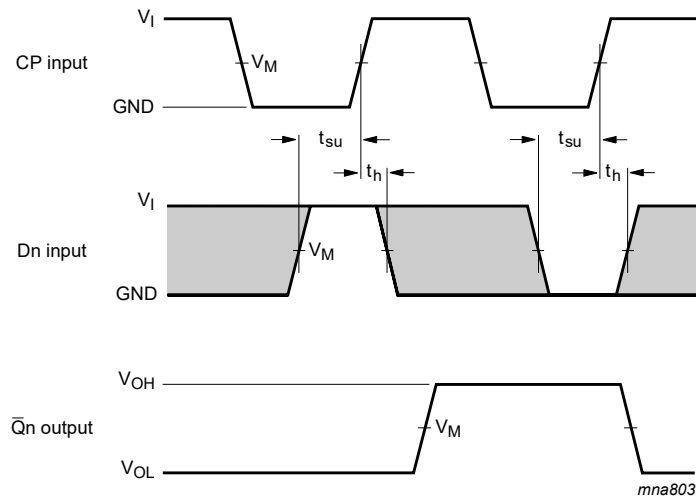 V_I
CP input
V_M
GND
t_su
t_su
t_h
t_h
V_I
Dn input
V_M
GND
V_OH
Q̅n output
V_M
V_OL
mna803